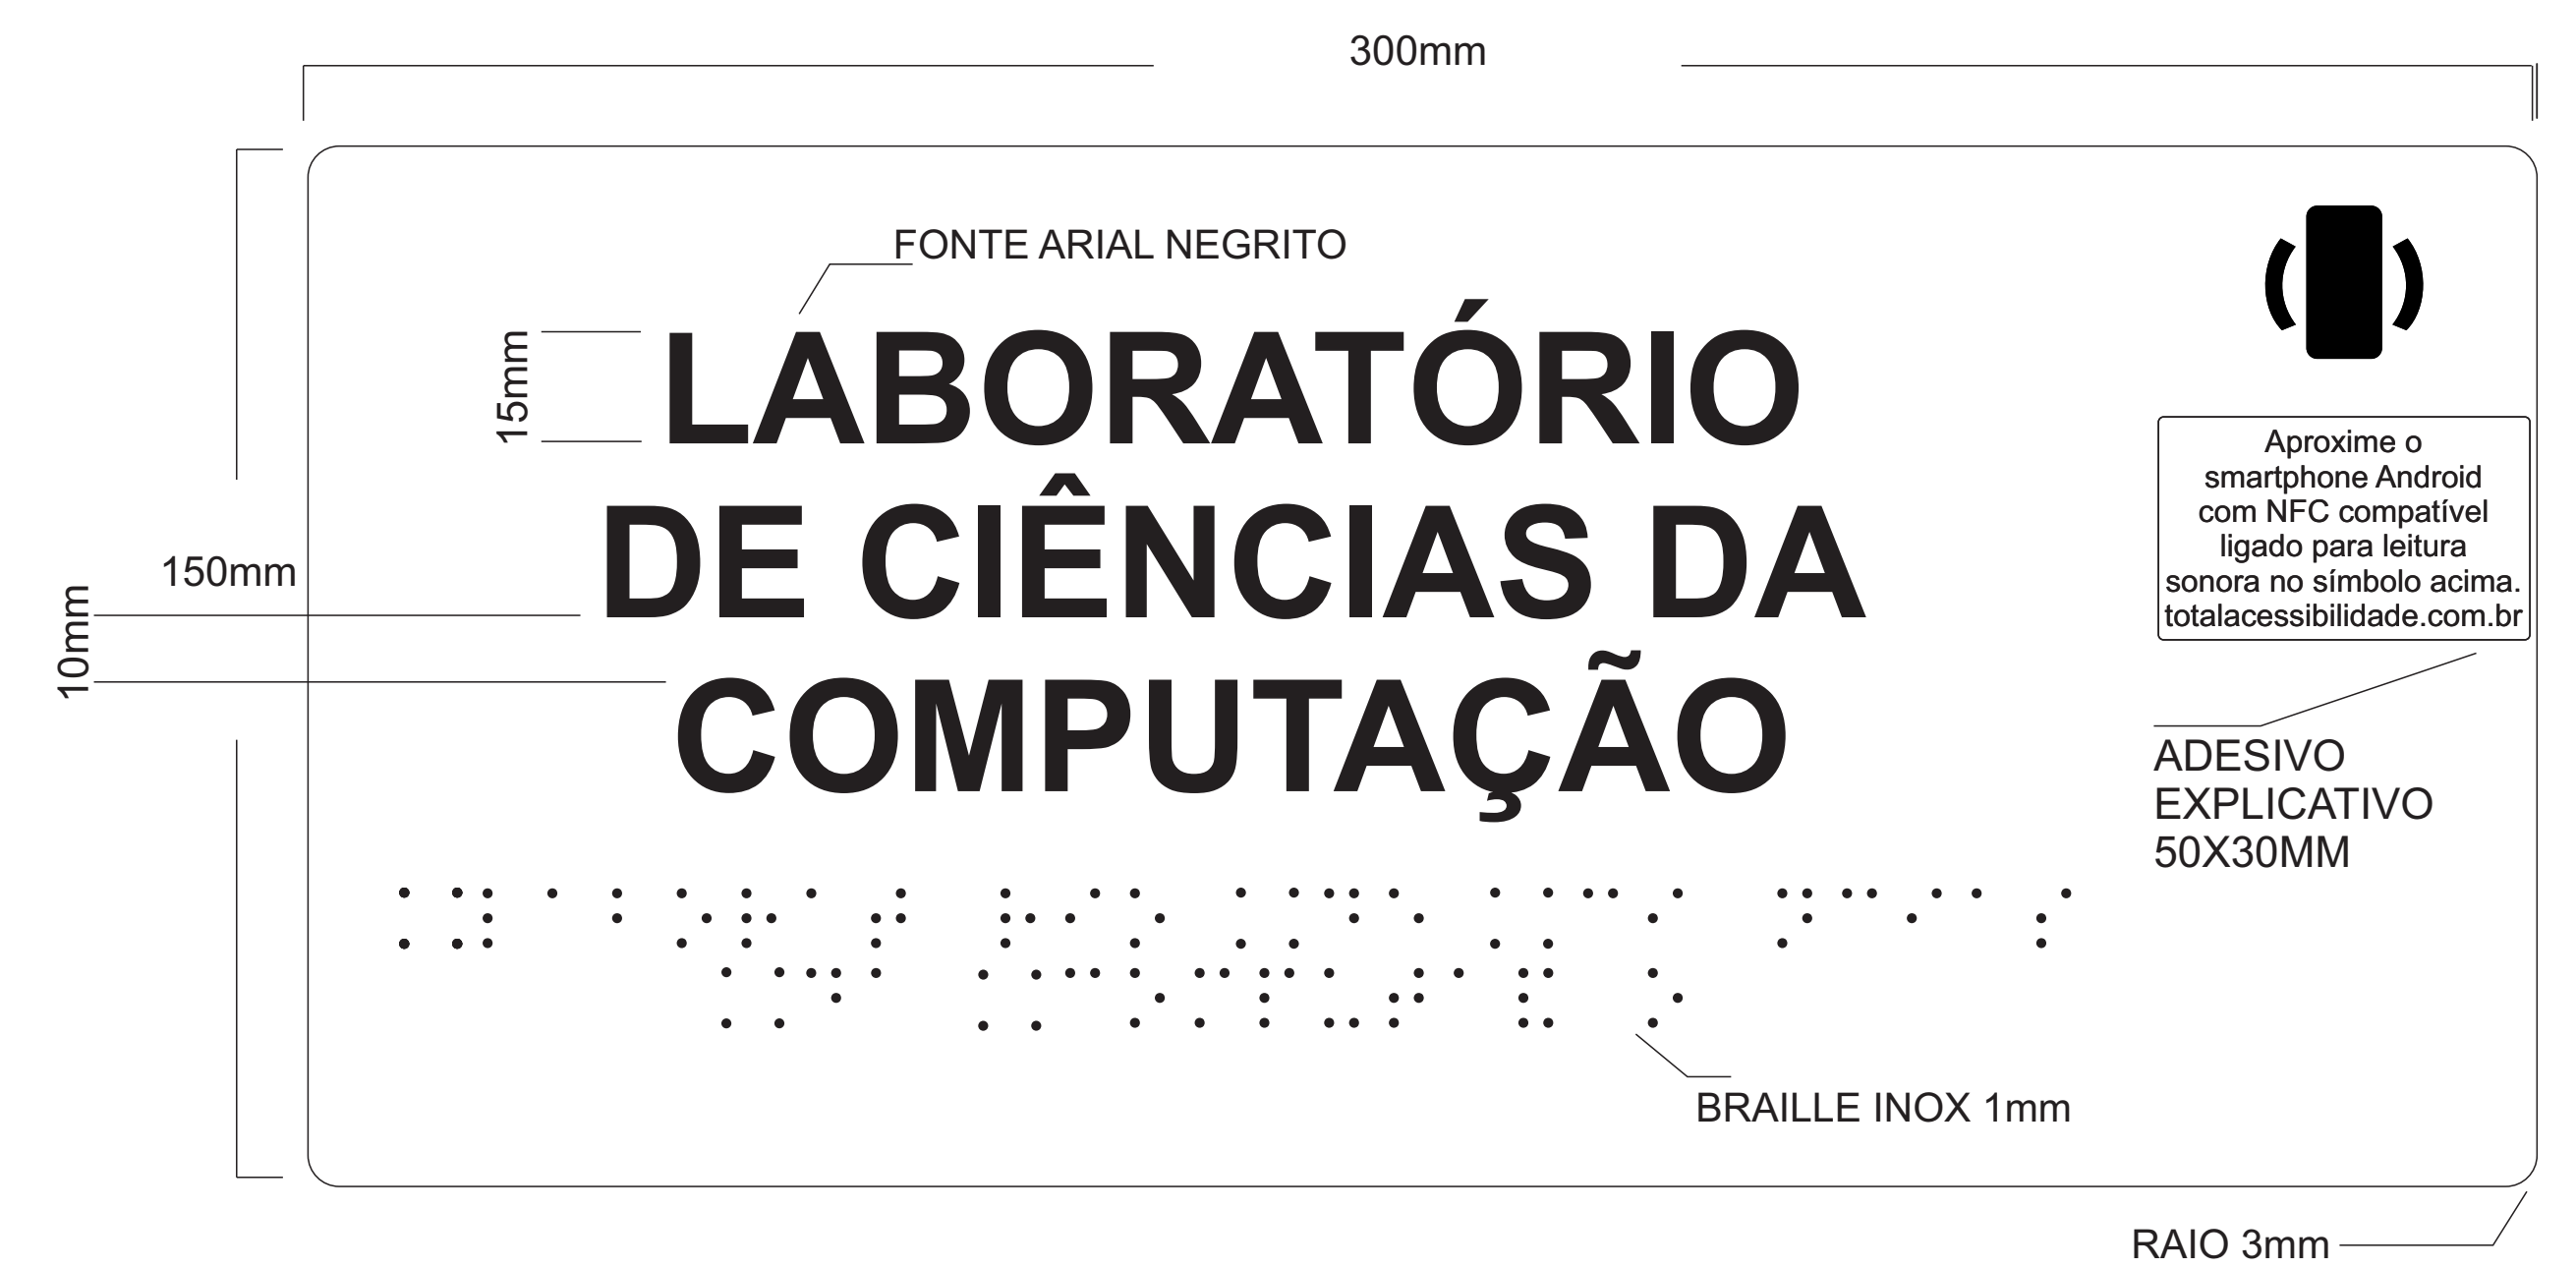 300mm
FONTE ARIAL NEGRITO
15mm
LABORATÓRIO
DE CIÊNCIAS DA
COMPUTAÇÃO
150mm
10mm
Aproxime o
smartphone Android
com NFC compatível
ligado para leitura
sonora no símbolo acima.
totalacessibilidade.com.br
ADESIVO
EXPLICATIVO
50X30MM
⠨⠨⠇⠁⠃⠕⠗⠁⠞⠀⠗⠊⠕⠀⠨⠨⠙⠑⠀⠨⠨⠉⠊⠀⠝⠉⠊⠁⠎
⠨⠨⠙⠁⠀⠨⠨⠉⠕⠍⠏⠥⠞⠁⠯⠀⠕
BRAILLE INOX 1mm
RAIO 3mm